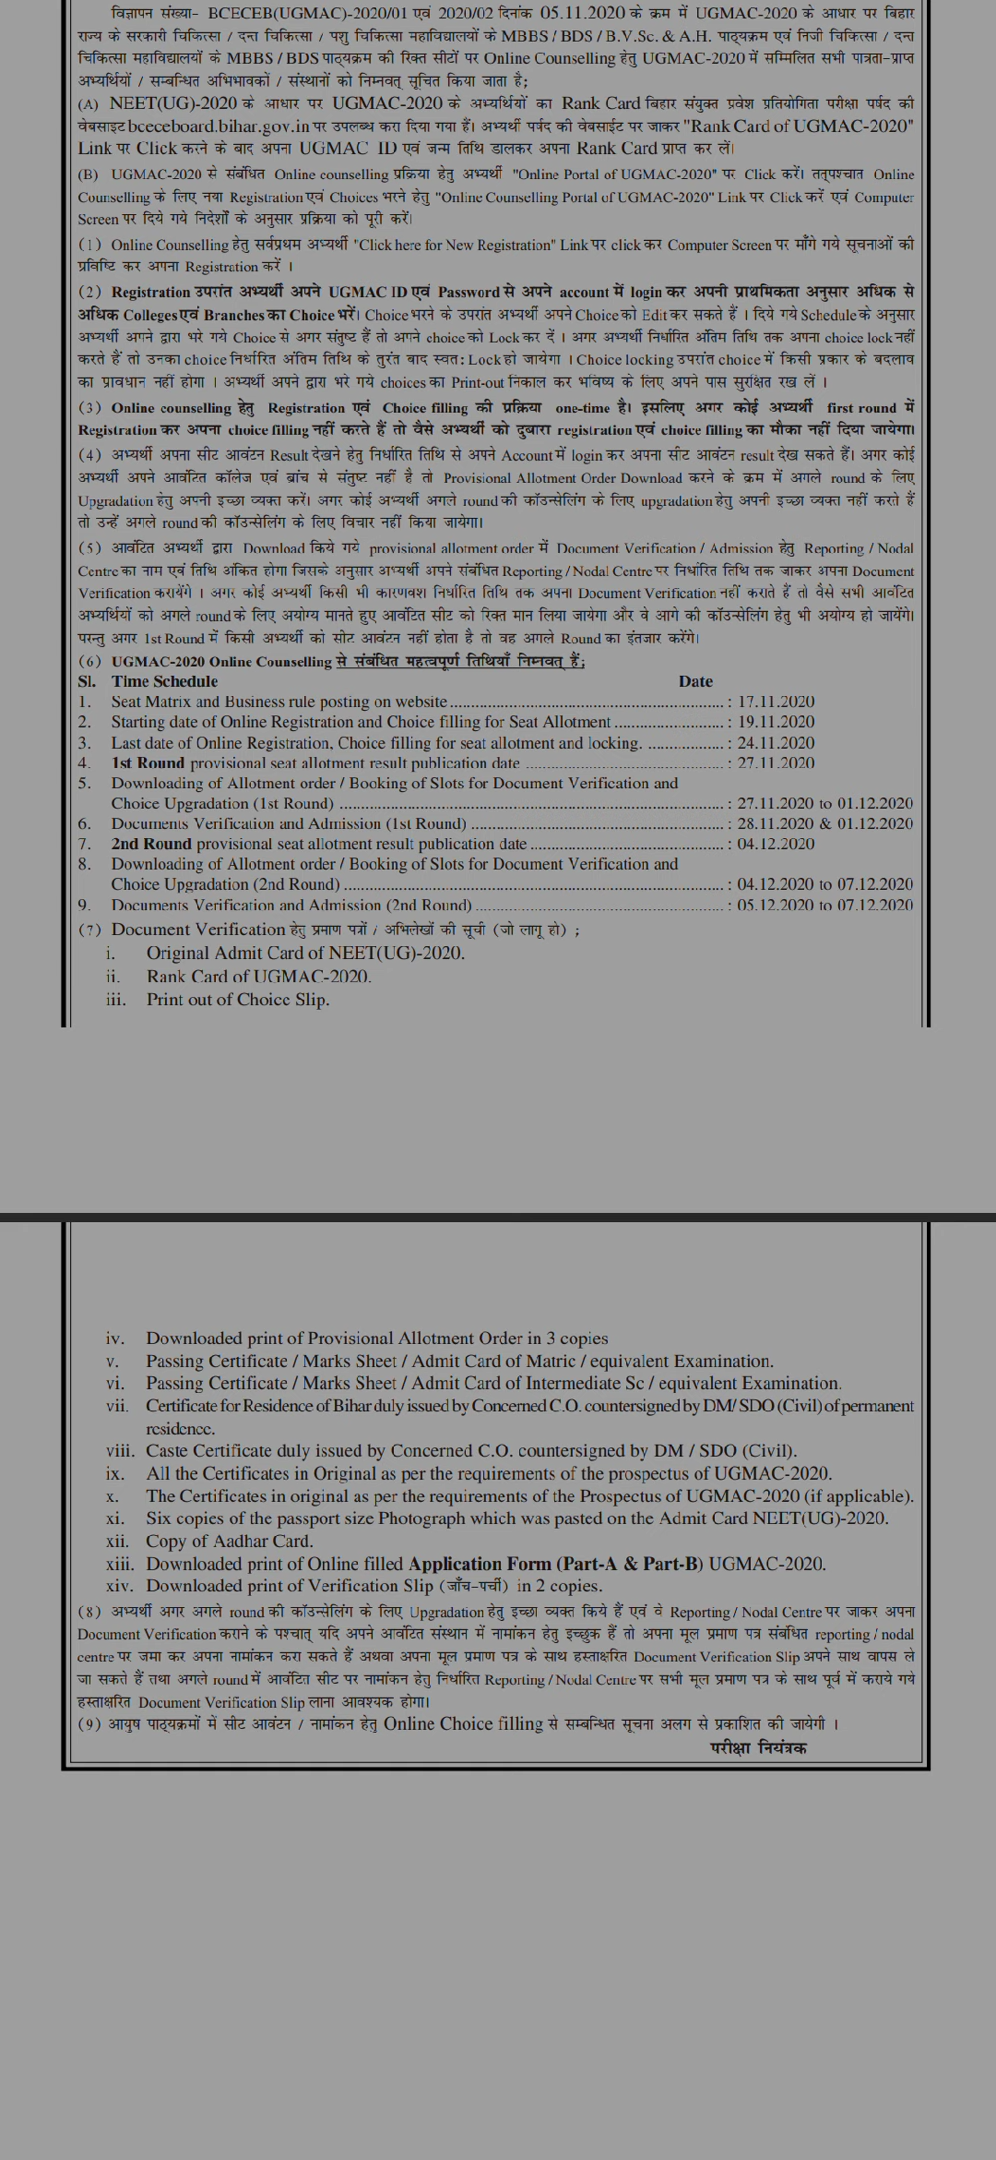 विज्ञापन संख्या- BCECEB(UGMAC)-2020/01 एवं 2020/02 दिनांक 05.11.2020 के क्रम में UGMAC-2020 के आधार पर बिहार
राज्य के सरकारी चिकित्सा / दन्त चिकित्सा / पशु चिकित्सा महाविद्यालयों के MBBS / BDS / B.V.Sc. & A.H. पाठ्यक्रम एवं निजी चिकित्सा / दन्त
चिकित्सा महाविद्यालयों के MBBS / BDS पाठ्यक्रम की रिक्त सीटों पर Online Counselling हेतु UGMAC-2020 में सम्मिलित सभी पात्रता-प्राप्त
अभ्यर्थियों / सम्बन्धित अभिभावकों / संस्थानों को निम्नवत् सूचित किया जाता है;
(A) NEET(UG)-2020 के आधार पर UGMAC-2020 के अभ्यर्थियों का Rank Card बिहार संयुक्त प्रवेश प्रतियोगिता परीक्षा पर्षद की
वेबसाइट bceceboard.bihar.gov.in पर उपलब्ध करा दिया गया हैं। अभ्यर्थी पर्षद की वेबसाईट पर जाकर "Rank Card of UGMAC-2020"
Link पर Click करने के बाद अपना UGMAC ID एवं जन्म तिथि डालकर अपना Rank Card प्राप्त कर लें।
(B) UGMAC-2020 से संबंधित Online counselling प्रक्रिया हेतु अभ्यर्थी "Online Portal of UGMAC-2020" पर Click करें। तत्पश्चात Online
Counselling के लिए नया Registration एवं Choices भरने हेतु "Online Counselling Portal of UGMAC-2020" Link पर Click करें एवं Computer
Screen पर दिये गये निदेशों के अनुसार प्रक्रिया को पूरी करें।
(1) Online Counselling हेतु सर्वप्रथम अभ्यर्थी "Click here for New Registration" Link पर click कर Computer Screen पर माँगे गये सूचनाओं की
प्रविष्टि कर अपना Registration करें ।
(2) Registration उपरांत अभ्यर्थी अपने UGMAC ID एवं Password से अपने account में login कर अपनी प्राथमिकता अनुसार अधिक से
अधिक Colleges एवं Branches का Choice भरें। Choice भरने के उपरांत अभ्यर्थी अपने Choice को Edit कर सकते हैं । दिये गये Schedule के अनुसार
अभ्यर्थी अपने द्वारा भरे गये Choice से अगर संतुष्ट हैं तो अपने choice को Lock कर दें । अगर अभ्यर्थी निर्धारित अंतिम तिथि तक अपना choice lock नहीं
करते हैं तो उनका choice निर्धारित अंतिम तिथि के तुरंत बाद स्वत: Lock हो जायेगा । Choice locking उपरांत choice में किसी प्रकार के बदलाव
का प्रावधान नहीं होगा । अभ्यर्थी अपने द्वारा भरे गये choices का Print-out निकाल कर भविष्य के लिए अपने पास सुरक्षित रख लें ।
(3) Online counselling हेतु Registration एवं Choice filling की प्रक्रिया one-time है। इसलिए अगर कोई अभ्यर्थी first round में
Registration कर अपना choice filling नहीं करते हैं तो वैसे अभ्यर्थी को दुबारा registration एवं choice filling का मौका नहीं दिया जायेगा।
(4) अभ्यर्थी अपना सीट आवंटन Result देखने हेतु निर्धारित तिथि से अपने Account में login कर अपना सीट आवंटन result देख सकते हैं। अगर कोई
अभ्यर्थी अपने आवंटित कॉलेज एवं ब्रांच से संतुष्ट नहीं है तो Provisional Allotment Order Download करने के क्रम में अगले round के लिए
Upgradation हेतु अपनी इच्छा व्यक्त करें। अगर कोई अभ्यर्थी अगले round की कॉउन्सेलिंग के लिए upgradation हेतु अपनी इच्छा व्यक्त नहीं करते हैं
तो उन्हें अगले round की कॉउन्सेलिंग के लिए विचार नहीं किया जायेगा।
(5) आवंटित अभ्यर्थी द्वारा Download किये गये provisional allotment order में Document Verification / Admission हेतु Reporting / Nodal
Centre का नाम एवं तिथि अंकित होगा जिसके अनुसार अभ्यर्थी अपने संबंधित Reporting / Nodal Centre पर निर्धारित तिथि तक जाकर अपना Document
Verification करायेंगे । अगर कोई अभ्यर्थी किसी भी कारणवश निर्धारित तिथि तक अपना Document Verification नहीं कराते हैं तो वैसे सभी आवंटित
अभ्यर्थियों को अगले round के लिए अयोग्य मानते हुए आवंटित सीट को रिक्त मान लिया जायेगा और वे आगे की कॉउन्सेलिंग हेतु भी अयोग्य हो जायेंगे।
परन्तु अगर 1st Round में किसी अभ्यर्थी को सीट आवंटन नहीं होता है तो वह अगले Round का इंतजार करेंगे।
(6) UGMAC-2020 Online Counselling से संबंधित महत्वपूर्ण तिथियाँ निम्नवत् हैं;
Sl. Time Schedule Date
1. Seat Matrix and Business rule posting on website ........ : 17.11.2020
2. Starting date of Online Registration and Choice filling for Seat Allotment ........ : 19.11.2020
3. Last date of Online Registration, Choice filling for seat allotment and locking. ........ : 24.11.2020
4. 1st Round provisional seat allotment result publication date ........ : 27.11.2020
5. Downloading of Allotment order / Booking of Slots for Document Verification and
Choice Upgradation (1st Round) ........ : 27.11.2020 to 01.12.2020
6. Documents Verification and Admission (1st Round) ........ : 28.11.2020 & 01.12.2020
7. 2nd Round provisional seat allotment result publication date ........ : 04.12.2020
8. Downloading of Allotment order / Booking of Slots for Document Verification and
Choice Upgradation (2nd Round) ........ : 04.12.2020 to 07.12.2020
9. Documents Verification and Admission (2nd Round) ........ : 05.12.2020 to 07.12.2020
(7) Document Verification हेतु प्रमाण पत्रों / अभिलेखों की सूची (जो लागू हो) ;
i. Original Admit Card of NEET(UG)-2020.
ii. Rank Card of UGMAC-2020.
iii. Print out of Choice Slip.
iv. Downloaded print of Provisional Allotment Order in 3 copies
v. Passing Certificate / Marks Sheet / Admit Card of Matric / equivalent Examination.
vi. Passing Certificate / Marks Sheet / Admit Card of Intermediate Sc / equivalent Examination.
vii. Certificate for Residence of Bihar duly issued by Concerned C.O. countersigned by DM/ SDO (Civil) of permanent
residence.
viii. Caste Certificate duly issued by Concerned C.O. countersigned by DM / SDO (Civil).
ix. All the Certificates in Original as per the requirements of the prospectus of UGMAC-2020.
x. The Certificates in original as per the requirements of the Prospectus of UGMAC-2020 (if applicable).
xi. Six copies of the passport size Photograph which was pasted on the Admit Card NEET(UG)-2020.
xii. Copy of Aadhar Card.
xiii. Downloaded print of Online filled Application Form (Part-A & Part-B) UGMAC-2020.
xiv. Downloaded print of Verification Slip (जाँच-पर्ची) in 2 copies.
(8) अभ्यर्थी अगर अगले round की कॉउन्सेलिंग के लिए Upgradation हेतु इच्छा व्यक्त किये हैं एवं वे Reporting / Nodal Centre पर जाकर अपना
Document Verification कराने के पश्चात् यदि अपने आवंटित संस्थान में नामांकन हेतु इच्छुक हैं तो अपना मूल प्रमाण पत्र संबंधित reporting / nodal
centre पर जमा कर अपना नामांकन करा सकते हैं अथवा अपना मूल प्रमाण पत्र के साथ हस्ताक्षरित Document Verification Slip अपने साथ वापस ले
जा सकते हैं तथा अगले round में आवंटित सीट पर नामांकन हेतु निर्धारित Reporting / Nodal Centre पर सभी मूल प्रमाण पत्र के साथ पूर्व में कराये गये
हस्ताक्षरित Document Verification Slip लाना आवश्यक होगा।
(9) आयुष पाठ्यक्रमों में सीट आवंटन / नामांकन हेतु Online Choice filling से सम्बन्धित सूचना अलग से प्रकाशित की जायेगी ।
परीक्षा नियंत्रक